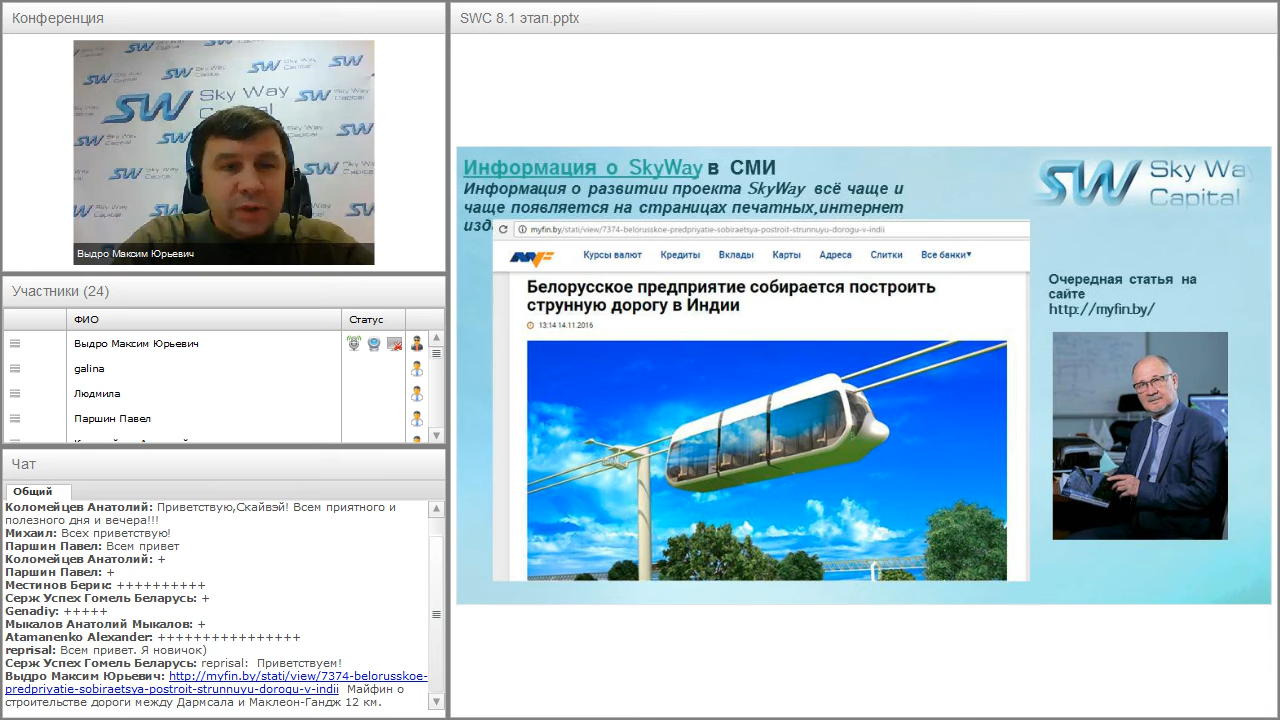 Конференция
SW Sky Way
Capital
Выдро Максим Юрьевич
Участники (24)
ФИО
Статус
Выдро Максим Юрьевич
galina
Людмила
Паршин Павел
Чат
Общий
Коломейцев Анатолий: Приветствую,Скайвэй! Всем приятного и
полезного дня и вечера!!!
Михаил: Всех приветствую!
Паршин Павел: Всем привет
Коломейцев Анатолий: +
Паршин Павел: +
Местинов Берик: ++++++++++
Серж Успех Гомель Беларусь: +
Genadiy: +++++
Мыкалов Анатолий Мыкалов: +
Atamanenko Alexander: ++++++++++++++++
reprisal: Всем привет. Я новичок)
Серж Успех Гомель Беларусь: reprisal:  Приветствуем!
Выдро Максим Юрьевич: http://myfin.by/stati/view/7374-belorusskoe-
predpriyatie-sobiraetsya-postroit-strunnuyu-dorogu-v-indii  Майфин о
строительстве дороги между Дармсала и Маклеон-Гандж 12 км.
SWC 8.1 этап.pptx
Информация о SkyWay в СМИ
Информация о развитии проекта SkyWay всё чаще и
чаще появляется на страницах печатных,интернет
изд
SW Sky Way
Capital
myfin.by/stati/view/7374-belorusskoe-predpriyatie-sobiraetsya-postroit-strunnuyu-dorogu-v-indii
MYF
Курсы валют Кредиты Вклады Карты Адреса Слитки Все банки
Белорусское предприятие собирается построить
струнную дорогу в Индии
13:14 14.11.2016
Очередная статья на
сайте
http://myfin.by/